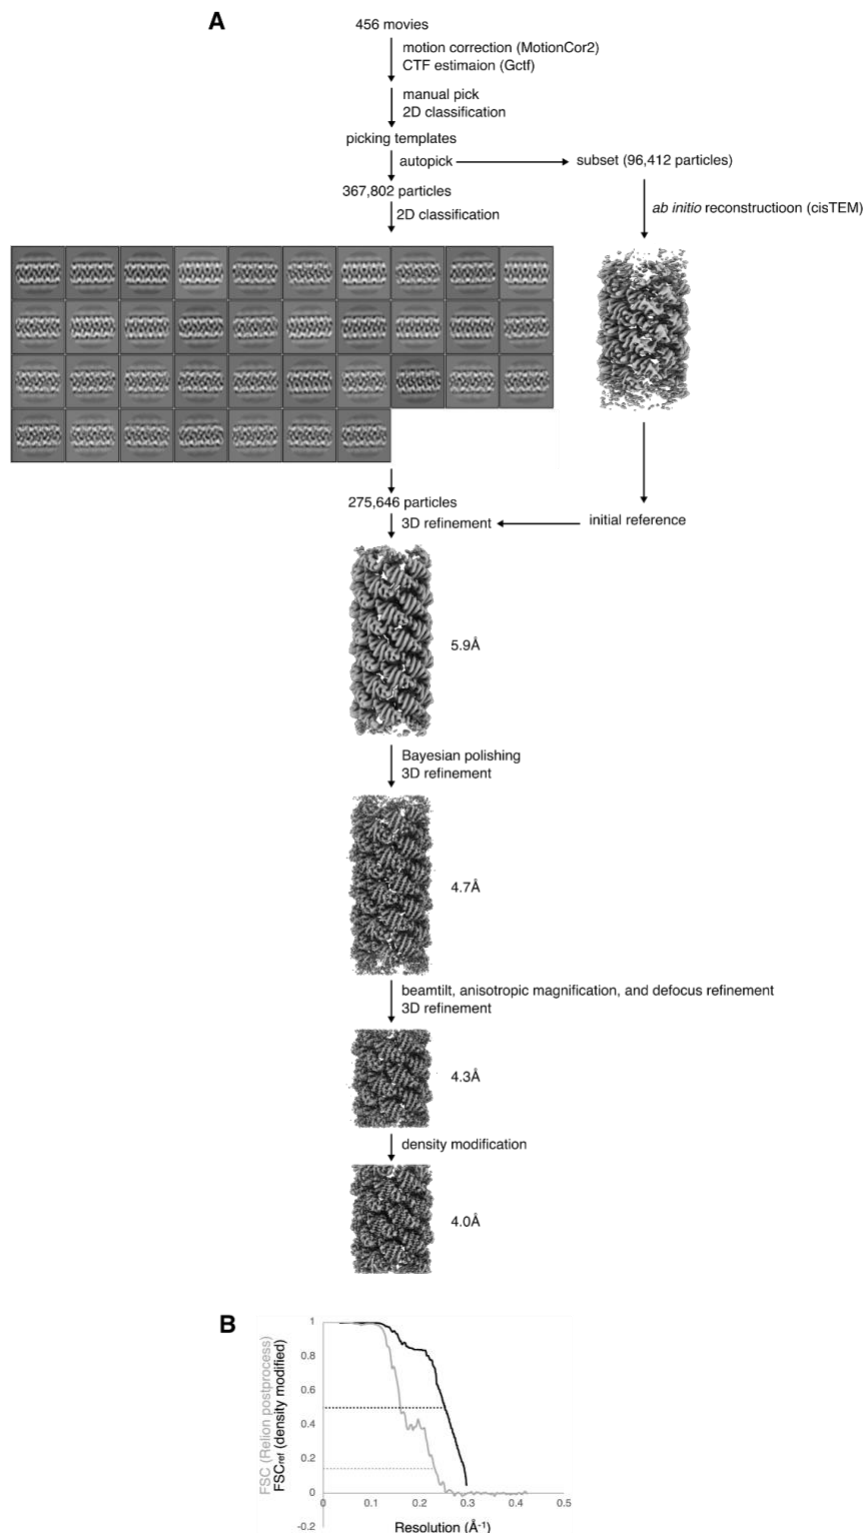 A
456 movies
motion correction (MotionCor2)
CTF estimaion (Gctf)
manual pick
2D classification
picking templates
autopick
subset (96,412 particles)
367,802 particles
2D classification
ab initio reconstructioon (cisTEM)
275,646 particles
3D refinement
initial reference
5.9Å
Bayesian polishing
3D refinement
4.7Å
beamtilt, anisotropic magnification, and defocus refinement
3D refinement
4.3Å
density modification
4.0Å
B
FSC (Relion postprocess)
FSCref (density modified)
1
0.8
0.6
0.4
0.2
0
-0.2
0 0.1 0.2 0.3 0.4 0.5
Resolution (Å-1)